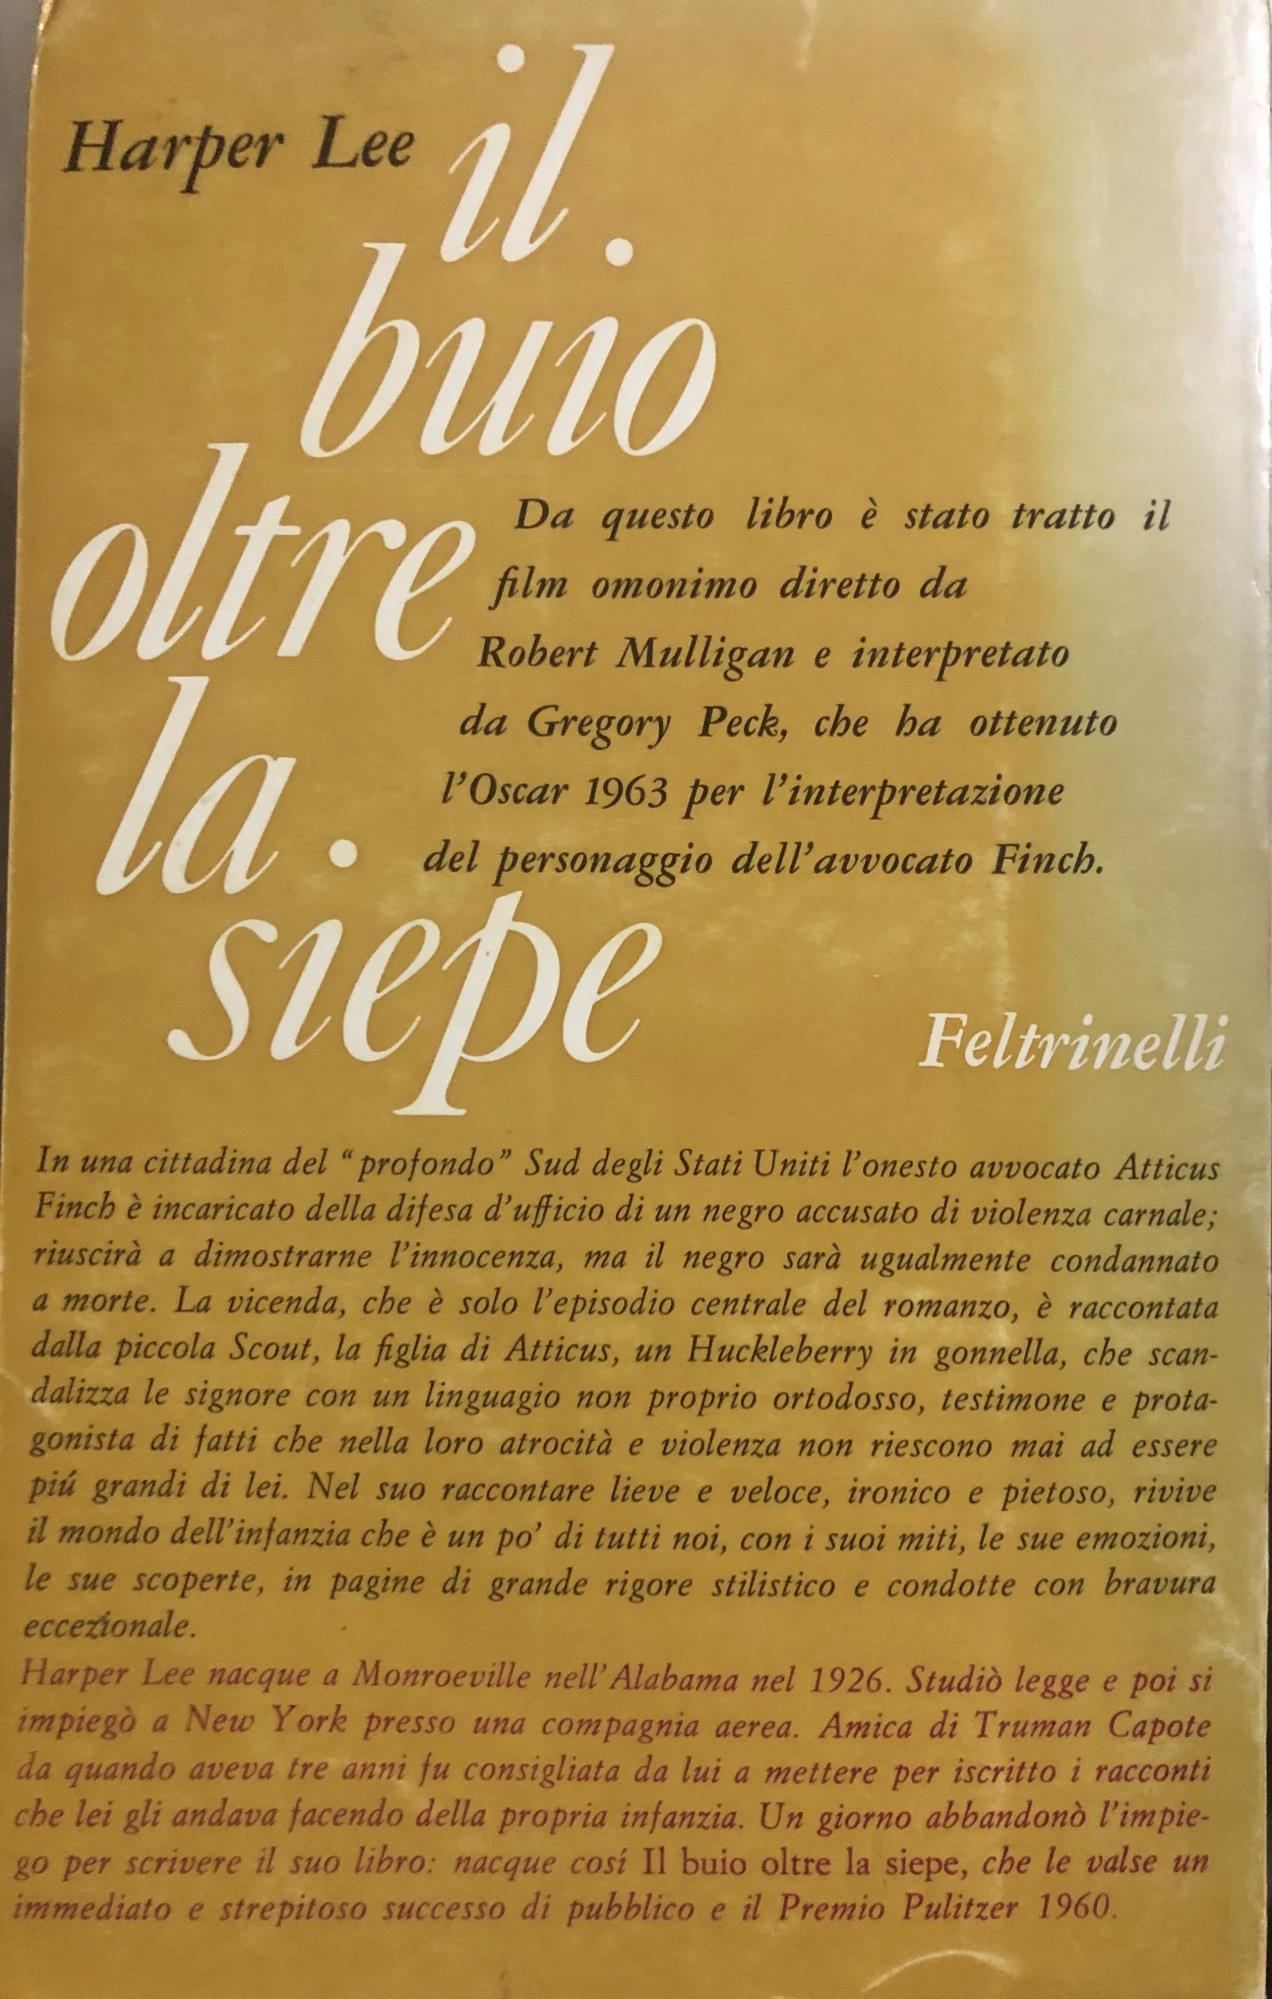 Harper Lee
il
buio
oltre
la
siepe
Da questo libro è stato tratto il
film omonimo diretto da
Robert Mulligan e interpretato
da Gregory Peck, che ha ottenuto
l'Oscar 1963 per l'interpretazione
del personaggio dell'avvocato Finch.
Feltrinelli
In una cittadina del “profondo” Sud degli Stati Uniti l'onesto avvocato Atticus
Finch è incaricato della difesa d'ufficio di un negro accusato di violenza carnale;
riuscirà a dimostrarne l'innocenza, ma il negro sarà ugualmente condannato
a morte. La vicenda, che è solo l'episodio centrale del romanzo, è raccontata
dalla piccola Scout, la figlia di Atticus, un Huckleberry in gonnella, che scan-
dalizza le signore con un linguagio non proprio ortodosso, testimone e prota-
gonista di fatti che nella loro atrocità e violenza non riescono mai ad essere
piú grandi di lei. Nel suo raccontare lieve e veloce, ironico e pietoso, rivive
il mondo dell'infanzia che è un po' di tutti noi, con i suoi miti, le sue emozioni,
le sue scoperte, in pagine di grande rigore stilistico e condotte con bravura
eccezionale.
Harper Lee nacque a Monroeville nell'Alabama nel 1926. Studiò legge e poi si
impiegò a New York presso una compagnia aerea. Amica di Truman Capote
da quando aveva tre anni fu consigliata da lui a mettere per iscritto i racconti
che lei gli andava facendo della propria infanzia. Un giorno abbandonò l'impie-
go per scrivere il suo libro: nacque cosí Il buio oltre la siepe, che le valse un
immediato e strepitoso successo di pubblico e il Premio Pulitzer 1960.